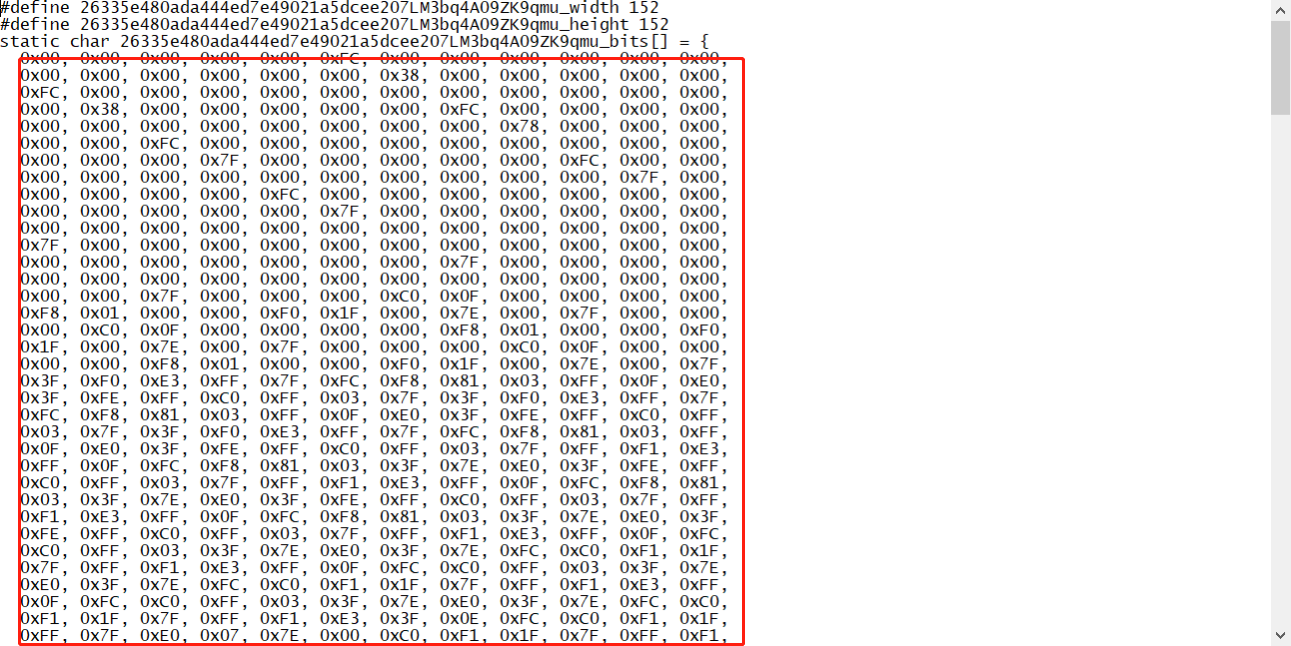 #define 26335e480ada444ed7e49021a5dcee207LM3bq4A09ZK9qmu_width 152
#define 26335e480ada444ed7e49021a5dcee207LM3bq4A09ZK9qmu_height 152
static char 26335e480ada444ed7e49021a5dcee207LM3bq4A09ZK9qmu_bits[] = {
0x00, 0x00, 0x00, 0x00, 0x00, 0xFC, 0x00, 0x00, 0x00, 0x00, 0x00, 0x00,
0x00, 0x00, 0x00, 0x00, 0x00, 0x00, 0x38, 0x00, 0x00, 0x00, 0x00, 0x00,
0xFC, 0x00, 0x00, 0x00, 0x00, 0x00, 0x00, 0x00, 0x00, 0x00, 0x00, 0x00,
0x00, 0x38, 0x00, 0x00, 0x00, 0x00, 0x00, 0xFC, 0x00, 0x00, 0x00, 0x00,
0x00, 0x00, 0x00, 0x00, 0x00, 0x00, 0x00, 0x00, 0x78, 0x00, 0x00, 0x00,
0x00, 0x00, 0xFC, 0x00, 0x00, 0x00, 0x00, 0x00, 0x00, 0x00, 0x00, 0x00,
0x00, 0x00, 0x00, 0x7F, 0x00, 0x00, 0x00, 0x00, 0x00, 0xFC, 0x00, 0x00,
0x00, 0x00, 0x00, 0x00, 0x00, 0x00, 0x00, 0x00, 0x00, 0x00, 0x7F, 0x00,
0x00, 0x00, 0x00, 0x00, 0xFC, 0x00, 0x00, 0x00, 0x00, 0x00, 0x00, 0x00,
0x00, 0x00, 0x00, 0x00, 0x00, 0x7F, 0x00, 0x00, 0x00, 0x00, 0x00, 0x00,
0x00, 0x00, 0x00, 0x00, 0x00, 0x00, 0x00, 0x00, 0x00, 0x00, 0x00, 0x00,
0x7F, 0x00, 0x00, 0x00, 0x00, 0x00, 0x00, 0x00, 0x00, 0x00, 0x00, 0x00,
0x00, 0x00, 0x00, 0x00, 0x00, 0x00, 0x00, 0x7F, 0x00, 0x00, 0x00, 0x00,
0x00, 0x00, 0x00, 0x00, 0x00, 0x00, 0x00, 0x00, 0x00, 0x00, 0x00, 0x00,
0x00, 0x00, 0x7F, 0x00, 0x00, 0x00, 0xC0, 0x0F, 0x00, 0x00, 0x00, 0x00,
0xF8, 0x01, 0x00, 0x00, 0xF0, 0x1F, 0x00, 0x7E, 0x00, 0x7F, 0x00, 0x00,
0x00, 0xC0, 0x0F, 0x00, 0x00, 0x00, 0x00, 0xF8, 0x01, 0x00, 0x00, 0xF0,
0x1F, 0x00, 0x7E, 0x00, 0x7F, 0x00, 0x00, 0x00, 0xC0, 0x0F, 0x00, 0x00,
0x00, 0x00, 0xF8, 0x01, 0x00, 0x00, 0xF0, 0x1F, 0x00, 0x7E, 0x00, 0x7F,
0x3F, 0xF0, 0xE3, 0xFF, 0x7F, 0xFC, 0xF8, 0x81, 0x03, 0xFF, 0x0F, 0xE0,
0x3F, 0xFE, 0xFF, 0xC0, 0xFF, 0x03, 0x7F, 0x3F, 0xF0, 0xE3, 0xFF, 0x7F,
0xFC, 0xF8, 0x81, 0x03, 0xFF, 0x0F, 0xE0, 0x3F, 0xFE, 0xFF, 0xC0, 0xFF,
0x03, 0x7F, 0x3F, 0xF0, 0xE3, 0xFF, 0x7F, 0xFC, 0xF8, 0x81, 0x03, 0xFF,
0x0F, 0xE0, 0x3F, 0xFE, 0xFF, 0xC0, 0xFF, 0x03, 0x7F, 0xFF, 0xF1, 0xE3,
0xFF, 0x0F, 0xFC, 0xF8, 0x81, 0x03, 0x3F, 0x7E, 0xE0, 0x3F, 0xFE, 0xFF,
0xC0, 0xFF, 0x03, 0x7F, 0xFF, 0xF1, 0xE3, 0xFF, 0x0F, 0xFC, 0xF8, 0x81,
0x03, 0x3F, 0x7E, 0xE0, 0x3F, 0xFE, 0xFF, 0xC0, 0xFF, 0x03, 0x7F, 0xFF,
0xF1, 0xE3, 0xFF, 0x0F, 0xFC, 0xF8, 0x81, 0x03, 0x3F, 0x7E, 0xE0, 0x3F,
0xFE, 0xFF, 0xC0, 0xFF, 0x03, 0x7F, 0xFF, 0xF1, 0xE3, 0xFF, 0x0F, 0xFC,
0xC0, 0xFF, 0x03, 0x3F, 0x7E, 0xE0, 0x3F, 0x7E, 0xFC, 0xC0, 0xF1, 0x1F,
0x7F, 0xFF, 0xF1, 0xE3, 0xFF, 0x0F, 0xFC, 0xC0, 0xFF, 0x03, 0x3F, 0x7E,
0xE0, 0x3F, 0x7E, 0xFC, 0xC0, 0xF1, 0x1F, 0x7F, 0xFF, 0xF1, 0xE3, 0xFF,
0x0F, 0xFC, 0xC0, 0xFF, 0x03, 0x3F, 0x7E, 0xE0, 0x3F, 0x7E, 0xFC, 0xC0,
0xF1, 0x1F, 0x7F, 0xFF, 0xF1, 0xE3, 0x3F, 0x0E, 0xFC, 0xC0, 0xF1, 0x1F,
0xFF, 0x7F, 0xE0, 0x07, 0x7E, 0x00, 0xC0, 0xF1, 0x1F, 0x7F, 0xFF, 0xF1,